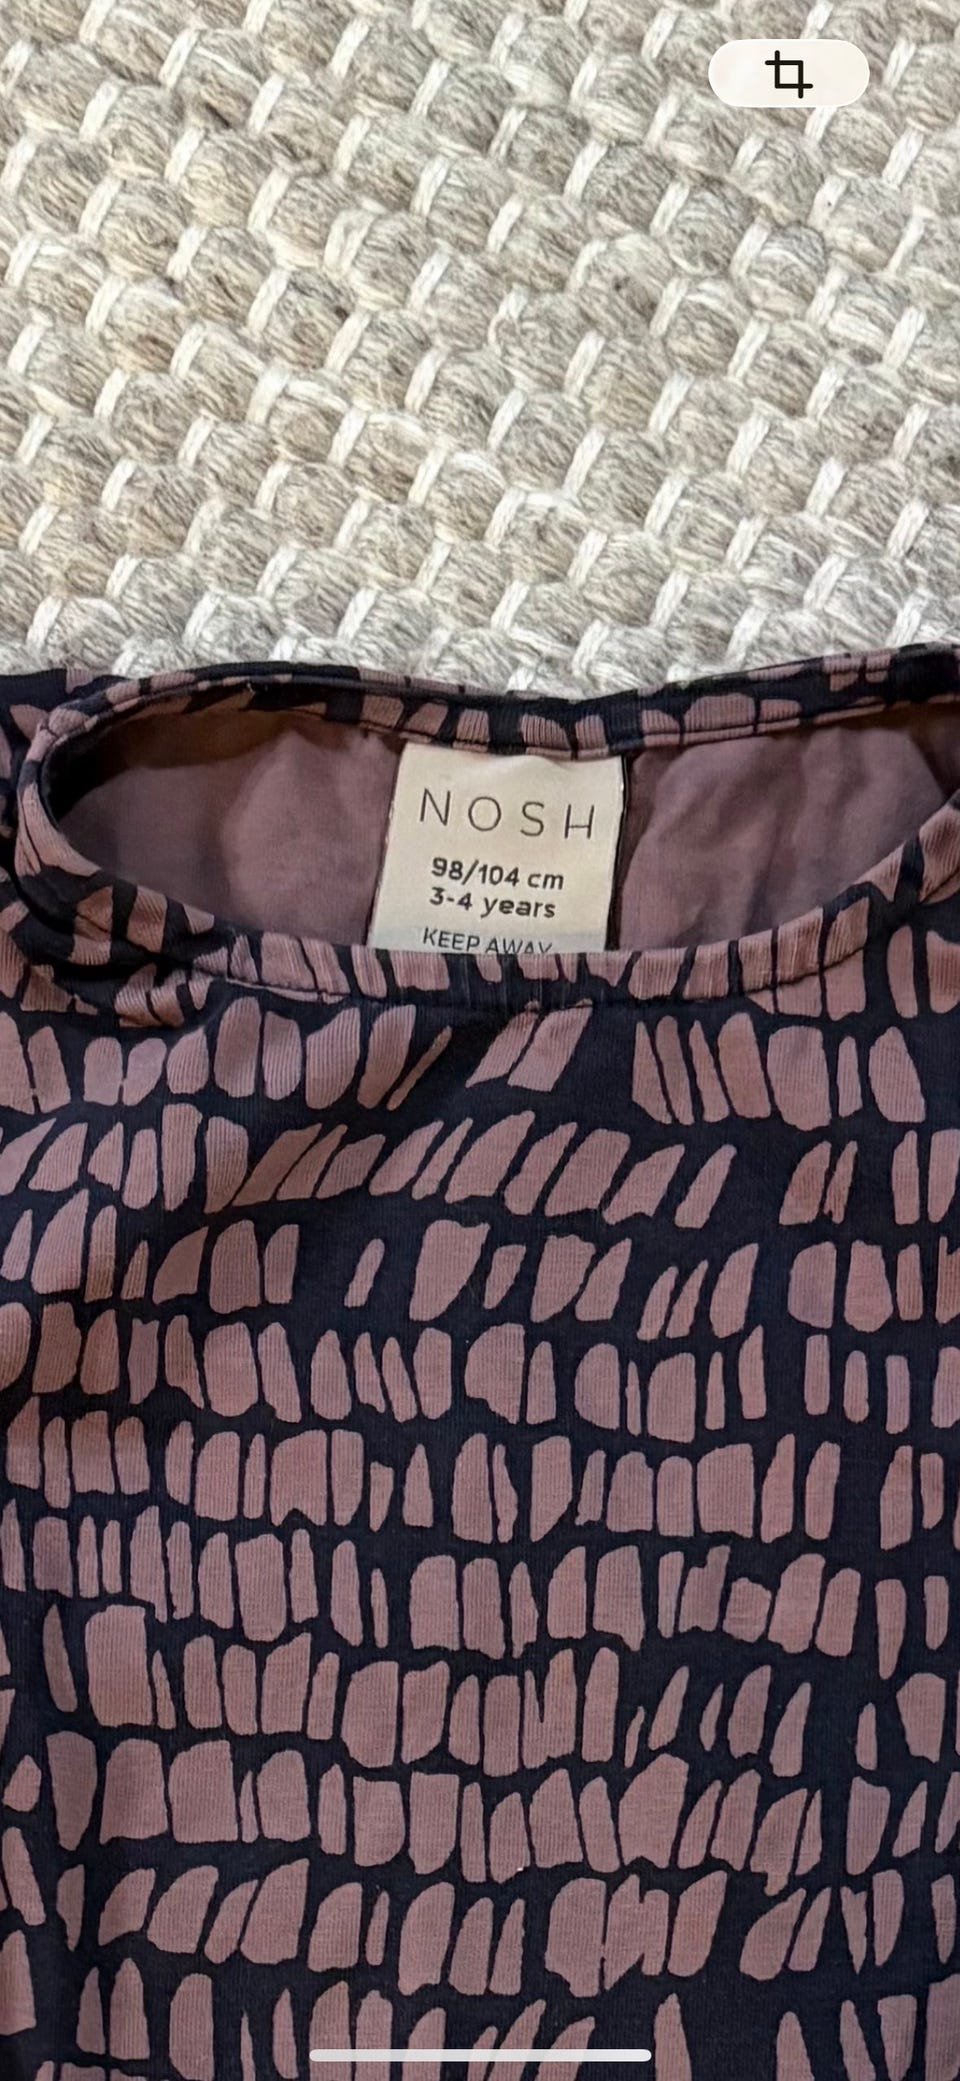 NOSH
98/104 cm
3-4 years
KEEP AWAY